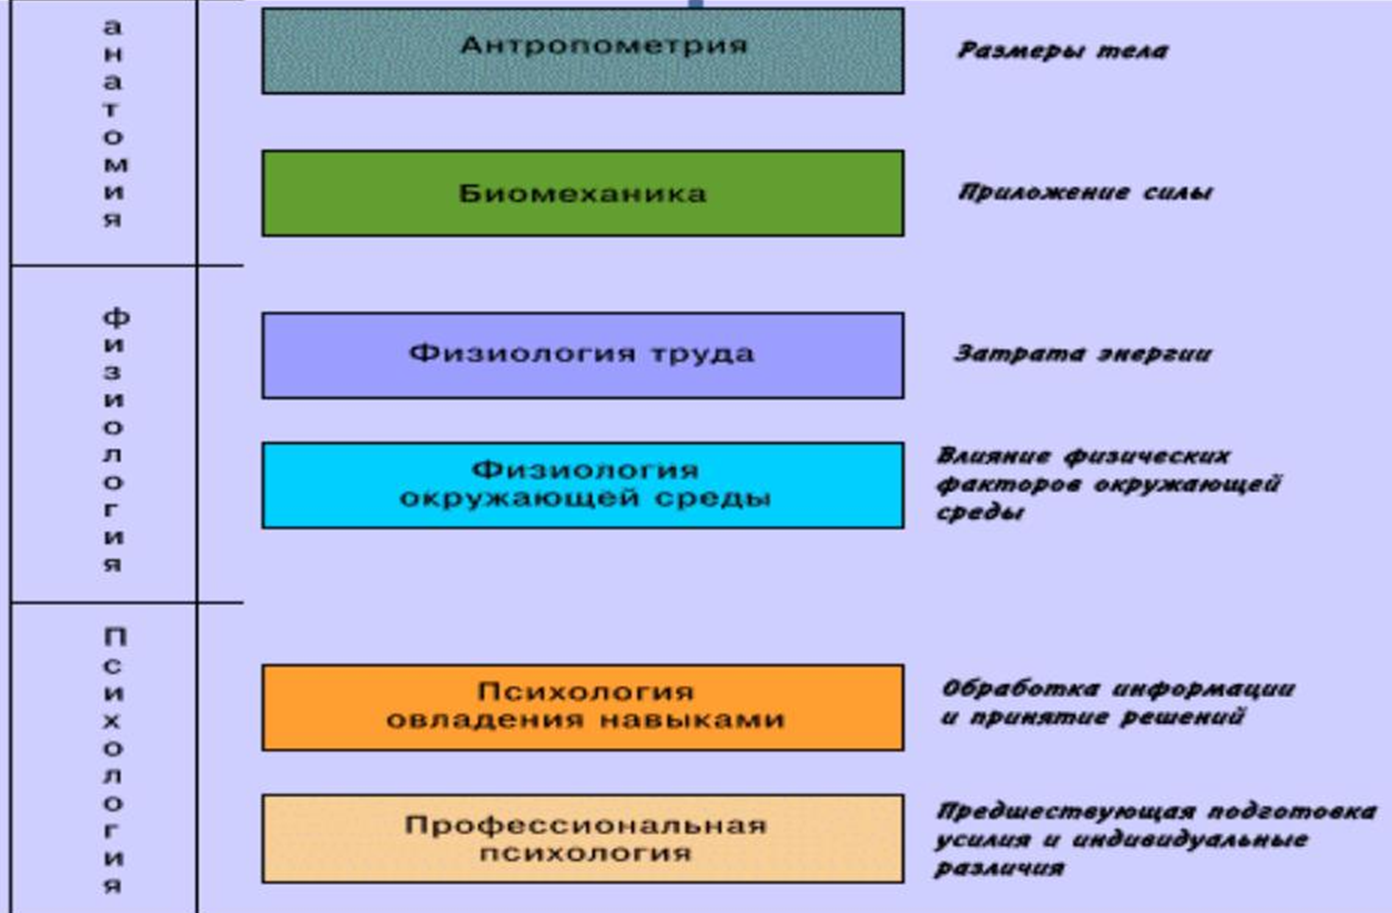 анатомия
Антропометрия
Размеры тела
Биомеханика
Приложение силы
физиология
Физиология труда
Затрата энергии
Физиология
окружающей среды
Влияние физических
факторов окружающей
среды
Психология
Психология
овладения навыками
Обработка информации
и принятие решений
Профессиональная
психология
Предшествующая подготовка
усилия и индивидуальные
различия